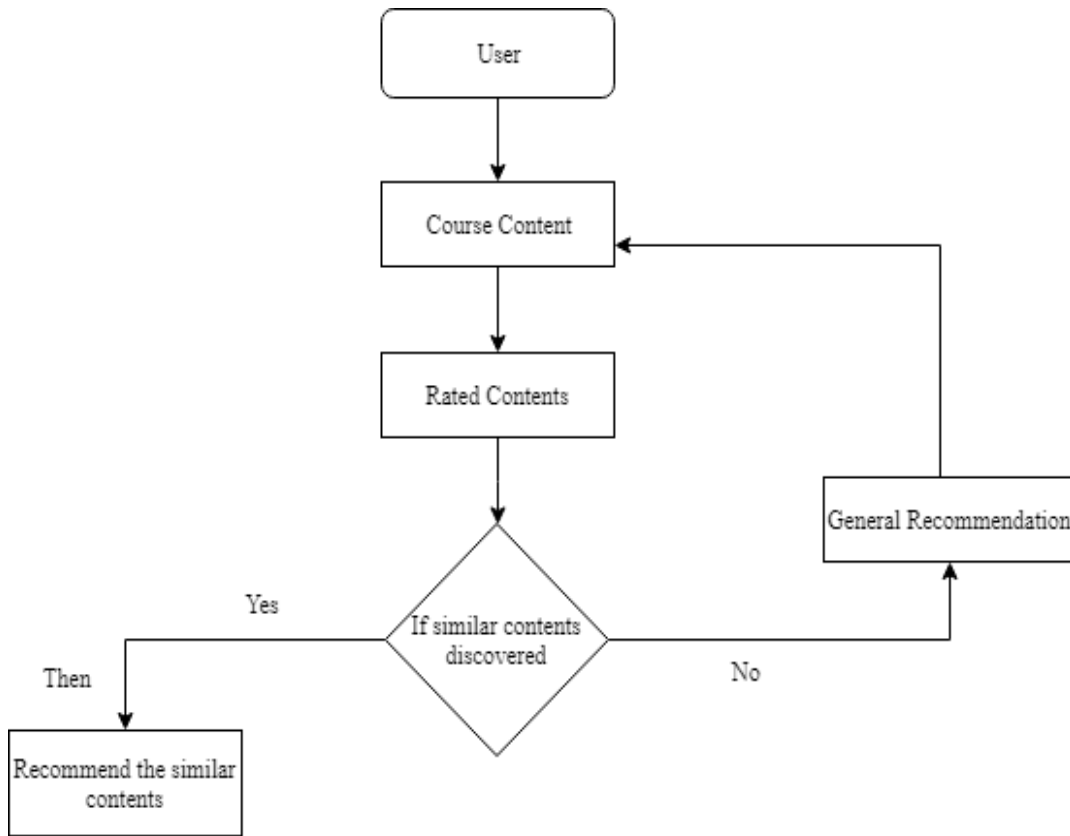 User
Course Content
Rated Contents
General Recommendation
If similar contents
discovered
Yes
No
Then
Recommend the similar
contents